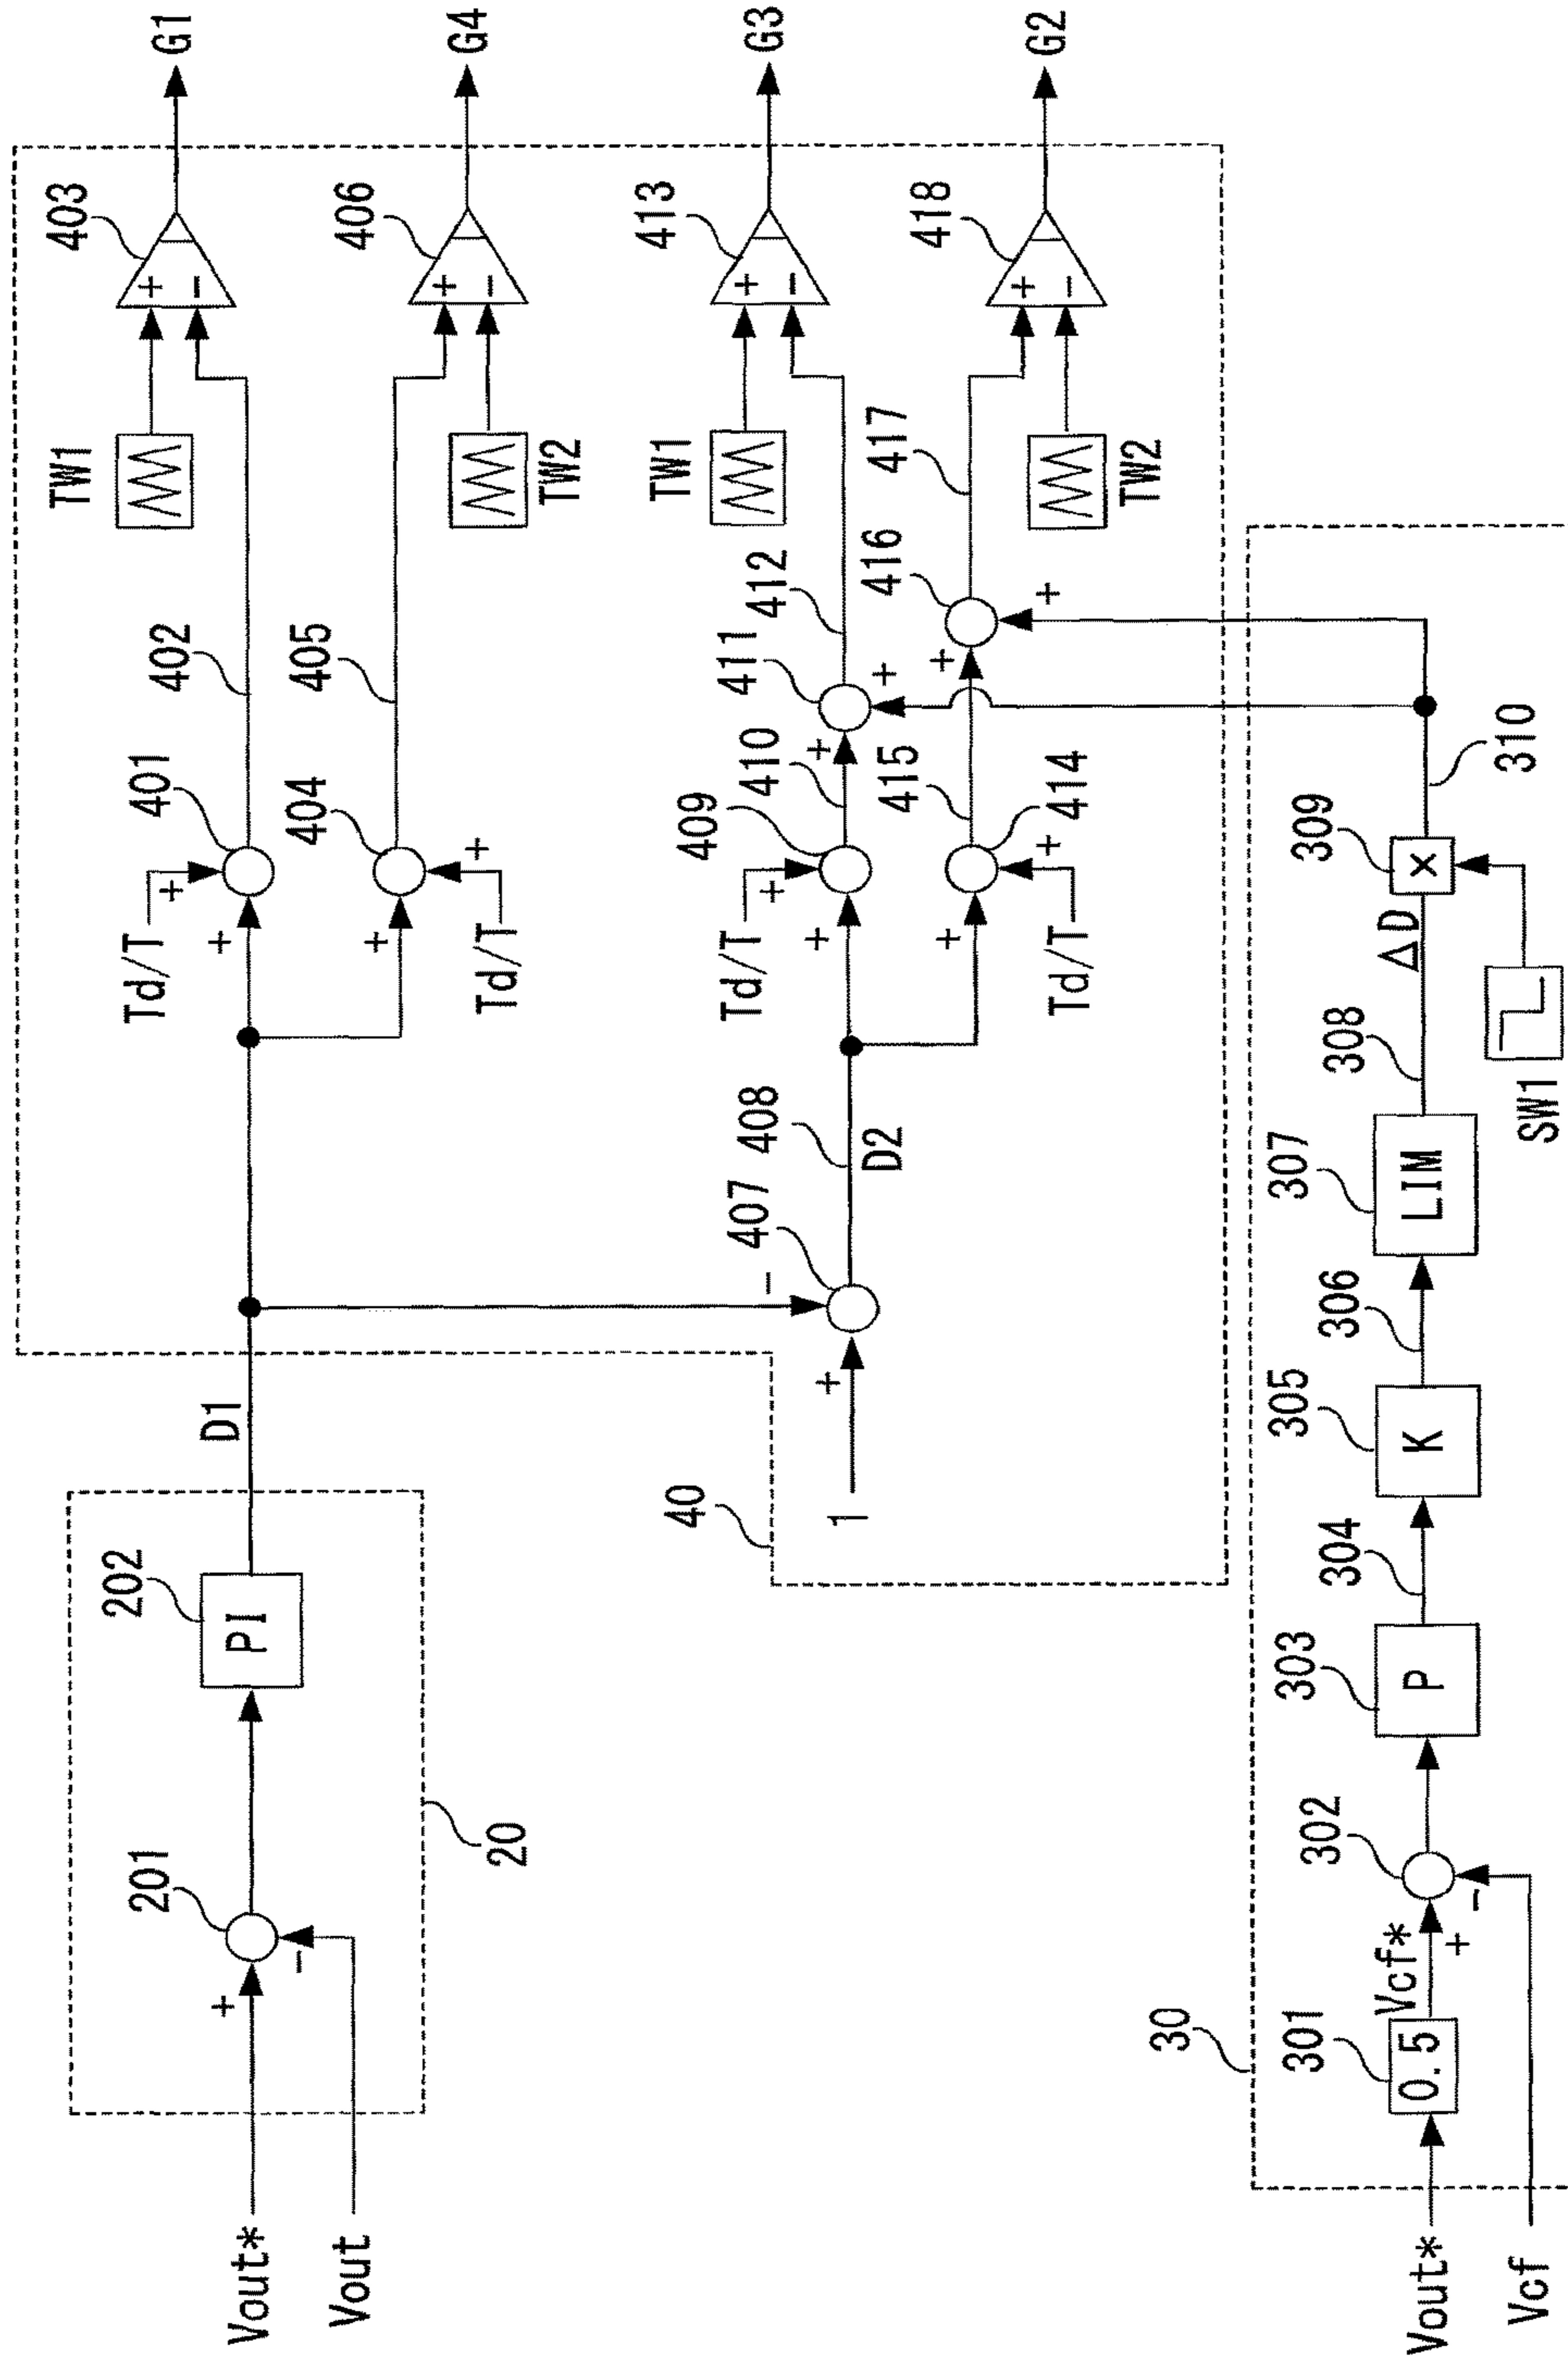 Vout*
Vout
+
-
201
PI
202
20
D1
40
1
+
-
407
408
D2
Td/T
+
+
401
402
TW1
+
-
403
G1
+
404
+
Td/T
405
TW2
+
-
406
G4
Td/T
+
+
409
410
+
411
+
412
TW1
+
-
413
G3
+
414
+
Td/T
415
+
416
+
417
TW2
+
-
418
G2
30
Vout*
Vcf
0.5
301
Vcf*
+
-
302
P
303
304
K
305
306
LIM
307
308
ΔD
×
309
SW1
310